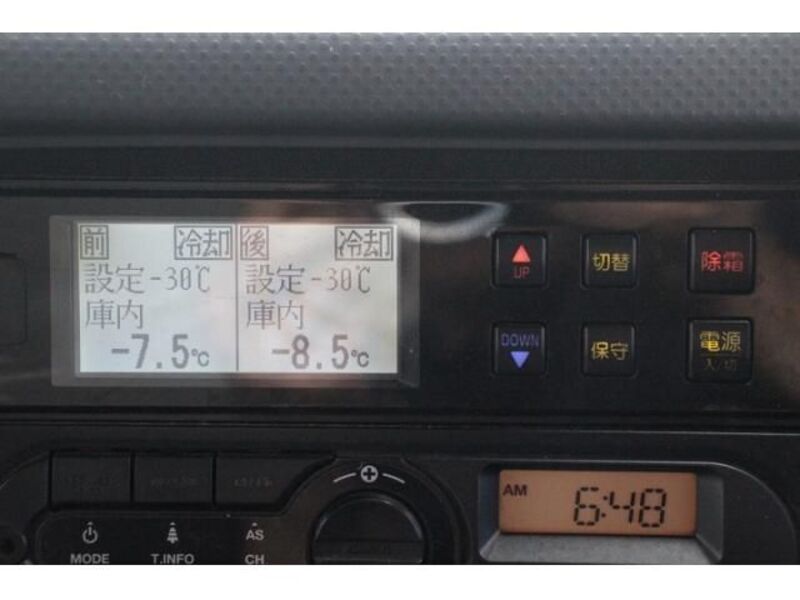 前 冷却 後 冷却
設定-30℃ 設定-30℃
庫内 庫内
-7.5℃ -8.5℃
UP 切替 除霜
DOWN 保守 電源
入/切
AM 6:48
AS
MODE T.INFO CH